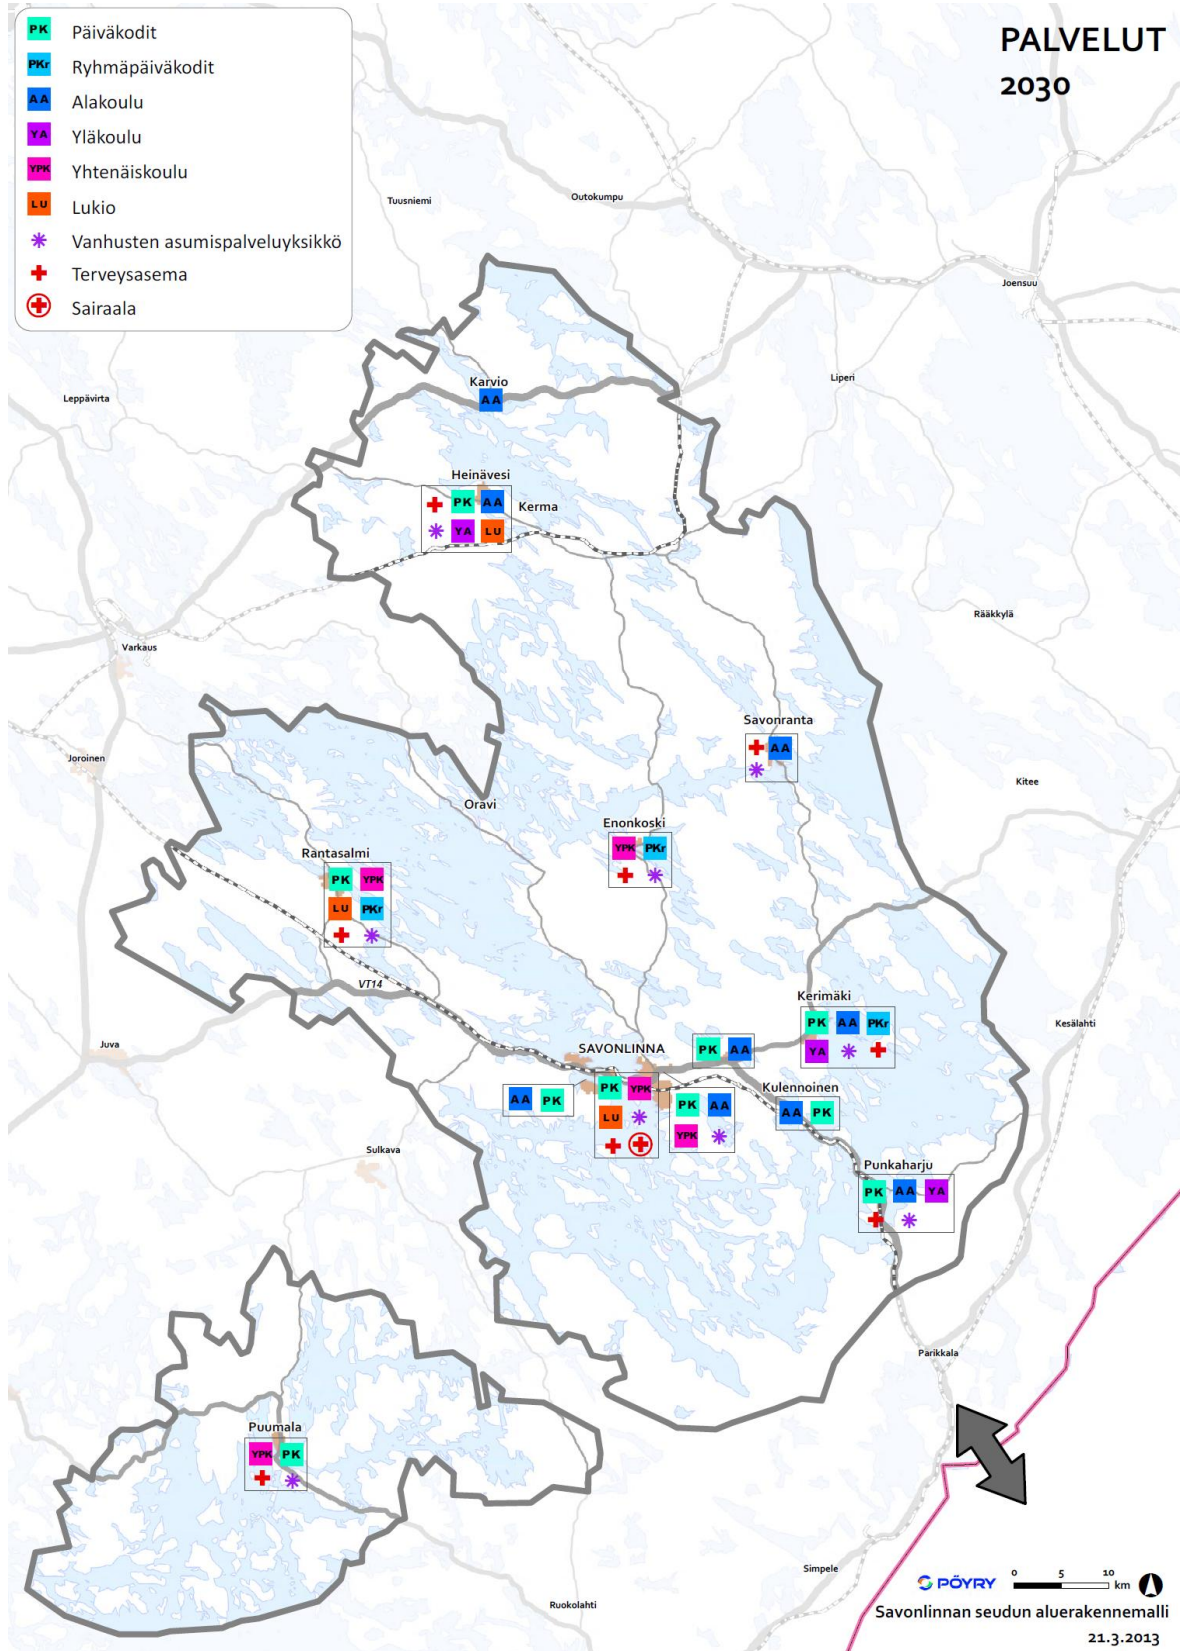 PK Päiväkodit
PKr Ryhmäpäiväkodit
AA Alakoulu
YA Yläkoulu
YPK Yhtenäiskoulu
LU Lukio
Vanhusten asumispalveluyksikkö
Terveysasema
Sairaala
PALVELUT
2030
Tuusniemi
Outokumpu
Joensuu
Leppävirta
Liperi
Karvio
AA
Heinävesi
PK AA
Kerma
YA LU
Rääkkylä
Varkaus
Savonranta
AA
Joroinen
Kitee
Oravi
Enonkoski
YPK PKr
Rantasalmi
PK YPK
LU PKr
VT14
Kerimäki
PK AA PKr
YA
Kesälahti
Juva
SAVONLINNA
PK AA
PK YPK
LU
AA PK
PK AA
YPK
Kulennoinen
AA PK
Sulkava
Punkaharju
PK AA YA
Parikkala
Puumala
YPK PK
Simpele
Ruokolahti
PÖYRY
0 5 10
km
Savonlinnan seudun aluerakennemalli
21.3.2013